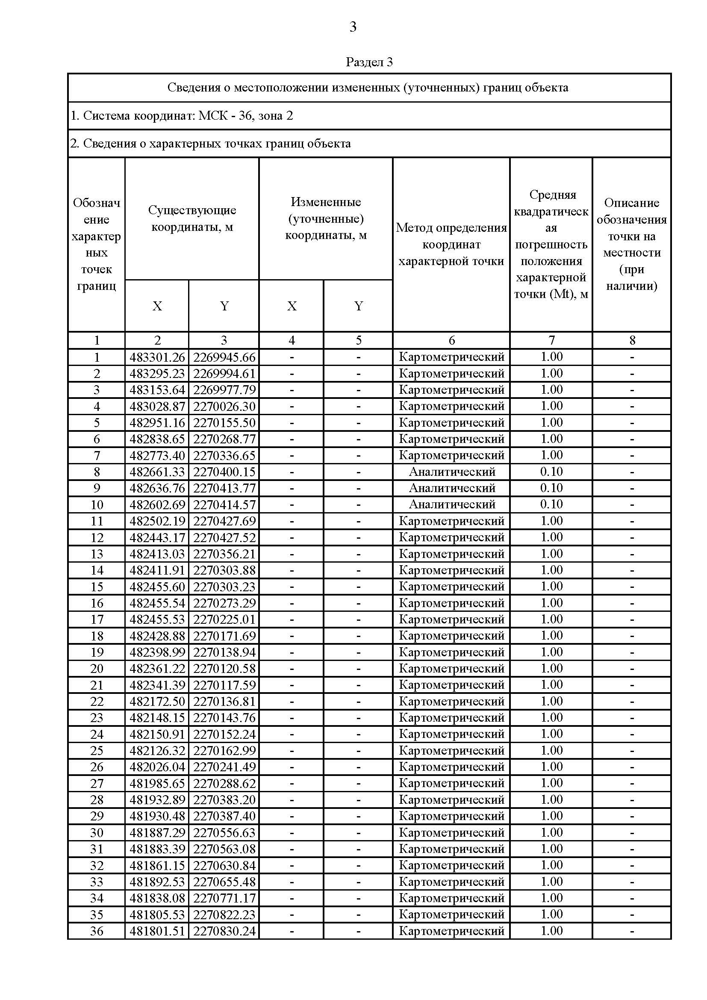 3
Раздел 3
Сведения о местоположении измененных (уточненных) границ объекта
1. Система координат: МСК - 36, зона 2
2. Сведения о характерных точках границ объекта
Обознач
ение
характер
ных
точек
границ
Существующие
координаты, м
Измененные
(уточненные)
координаты, м
Метод определения
координат
характерной точки
Средняя
квадратическ
ая
погрешность
положения
характерной
точки (Mt), м
Описание
обозначения
точки на
местности
(при
наличии)
X Y X Y
1 2 3 4 5 6 7 8
1 483301.26 2269945.66 - - Картометрический 1.00 -
2 483295.23 2269994.61 - - Картометрический 1.00 -
3 483153.64 2269977.79 - - Картометрический 1.00 -
4 483028.87 2270026.30 - - Картометрический 1.00 -
5 482951.16 2270155.50 - - Картометрический 1.00 -
6 482838.65 2270268.77 - - Картометрический 1.00 -
7 482773.40 2270336.65 - - Картометрический 1.00 -
8 482661.33 2270400.15 - - Аналитический 0.10 -
9 482636.76 2270413.77 - - Аналитический 0.10 -
10 482602.69 2270414.57 - - Аналитический 0.10 -
11 482502.19 2270427.69 - - Картометрический 1.00 -
12 482443.17 2270427.52 - - Картометрический 1.00 -
13 482413.03 2270356.21 - - Картометрический 1.00 -
14 482411.91 2270303.88 - - Картометрический 1.00 -
15 482455.60 2270303.23 - - Картометрический 1.00 -
16 482455.54 2270273.29 - - Картометрический 1.00 -
17 482455.53 2270225.01 - - Картометрический 1.00 -
18 482428.88 2270171.69 - - Картометрический 1.00 -
19 482398.99 2270138.94 - - Картометрический 1.00 -
20 482361.22 2270120.58 - - Картометрический 1.00 -
21 482341.39 2270117.59 - - Картометрический 1.00 -
22 482172.50 2270136.81 - - Картометрический 1.00 -
23 482148.15 2270143.76 - - Картометрический 1.00 -
24 482150.91 2270152.24 - - Картометрический 1.00 -
25 482126.32 2270162.99 - - Картометрический 1.00 -
26 482026.04 2270241.49 - - Картометрический 1.00 -
27 481985.65 2270288.62 - - Картометрический 1.00 -
28 481932.89 2270383.20 - - Картометрический 1.00 -
29 481930.48 2270387.40 - - Картометрический 1.00 -
30 481887.29 2270556.63 - - Картометрический 1.00 -
31 481883.39 2270563.08 - - Картометрический 1.00 -
32 481861.15 2270630.84 - - Картометрический 1.00 -
33 481892.53 2270655.48 - - Картометрический 1.00 -
34 481838.08 2270771.17 - - Картометрический 1.00 -
35 481805.53 2270822.23 - - Картометрический 1.00 -
36 481801.51 2270830.24 - - Картометрический 1.00 -